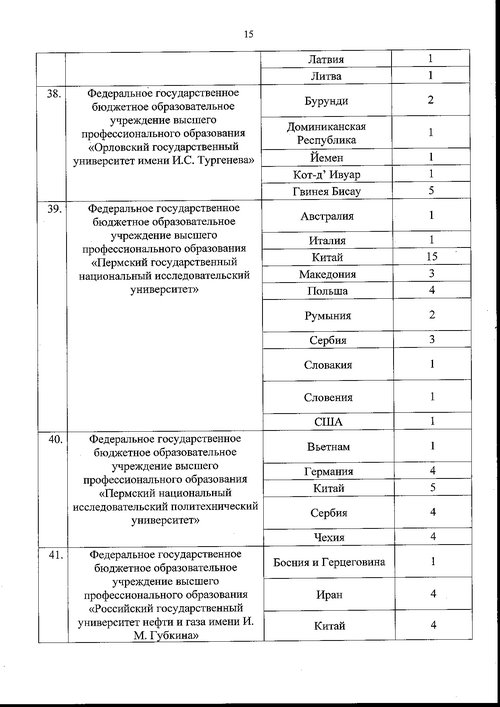 15
Латвия 1
Литва 1
38. Федеральное государственное
бюджетное образовательное
учреждение высшего
профессионального образования
«Орловский государственный
университет имени И.С. Тургенева»
Бурунди 2
Доминиканская
Республика 1
Йемен 1
Кот-д’ Ивуар 1
Гвинея Бисау 5
39. Федеральное государственное
бюджетное образовательное
учреждение высшего
профессионального образования
«Пермский государственный
национальный исследовательский
университет»
Австралия 1
Италия 1
Китай 15
Македония 3
Польша 4
Румыния 2
Сербия 3
Словакия 1
Словения 1
США 1
40. Федеральное государственное
бюджетное образовательное
учреждение высшего
профессионального образования
«Пермский национальный
исследовательский политехнический
университет»
Вьетнам 1
Германия 4
Китай 5
Сербия 4
Чехия 4
41. Федеральное государственное
бюджетное образовательное
учреждение высшего
профессионального образования
«Российский государственный
университет нефти и газа имени И.
М. Губкина»
Босния и Герцеговина 1
Иран 4
Китай 4